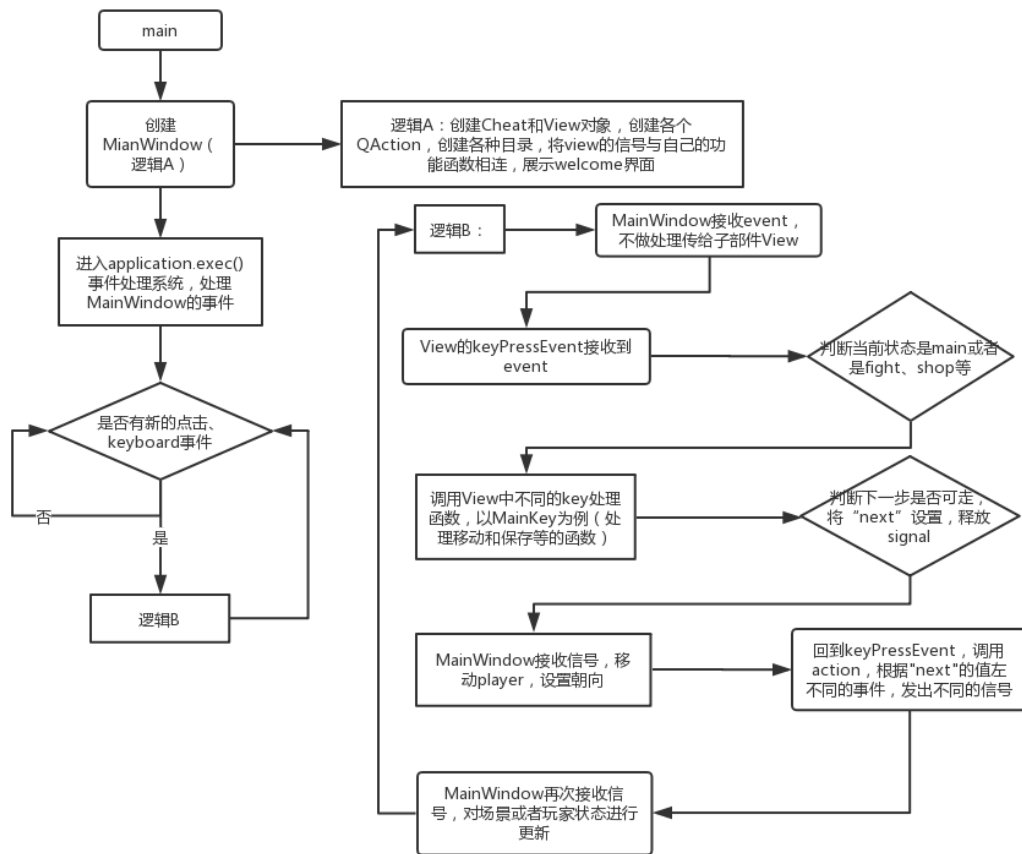 main
创建
MianWindow（
逻辑A）
逻辑A：创建Cheat和View对象，创建各个
QAction，创建各种目录，将view的信号与自己的功
能函数相连，展示welcome界面
进入application.exec()
事件处理系统，处理
MainWindow的事件
是否有新的点击、
keyboard事件
否
是
逻辑B
逻辑B：
MainWindow接收event，
不做处理传给子部件View
View的keyPressEvent接收到
event
判断当前状态是main或者
是fight、shop等
调用View中不同的key处理
函数，以MainKey为例（处
理移动和保存等的函数）
判断下一步是否可走，
将“next”设置，释放
signal
MainWindow接收信号，移
动player，设置朝向
回到keyPressEvent，调用
action，根据"next"的值左
不同的事件，发出不同的信号
MainWindow再次接收信
号，对场景或者玩家状态进行
更新